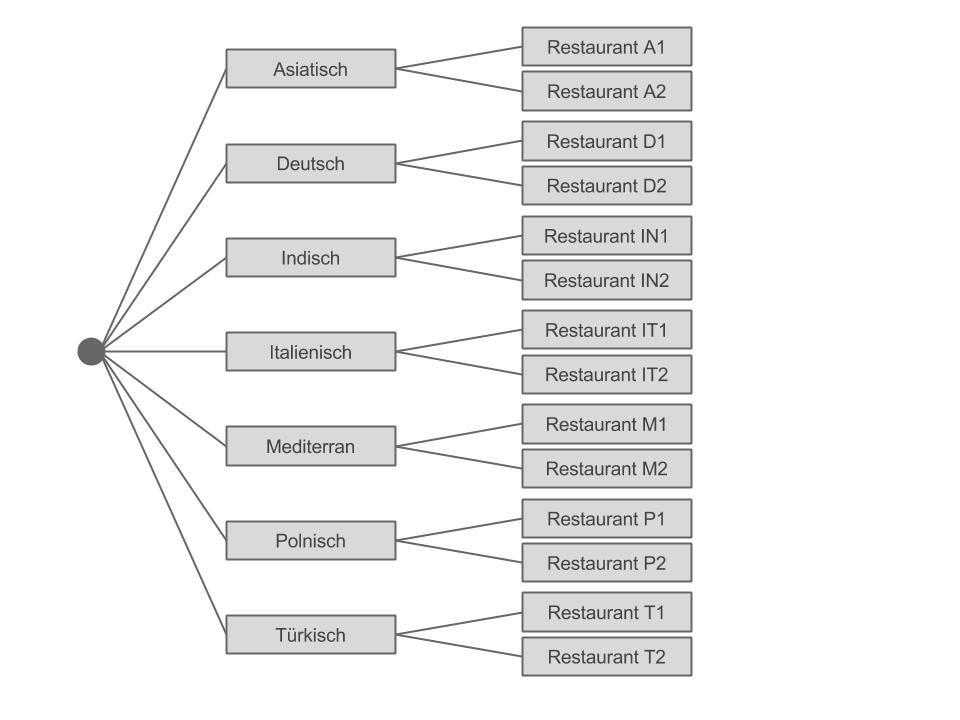 Asiatisch
Restaurant A1
Restaurant A2
Deutsch
Restaurant D1
Restaurant D2
Indisch
Restaurant IN1
Restaurant IN2
Italienisch
Restaurant IT1
Restaurant IT2
Mediterran
Restaurant M1
Restaurant M2
Polnisch
Restaurant P1
Restaurant P2
Türkisch
Restaurant T1
Restaurant T2